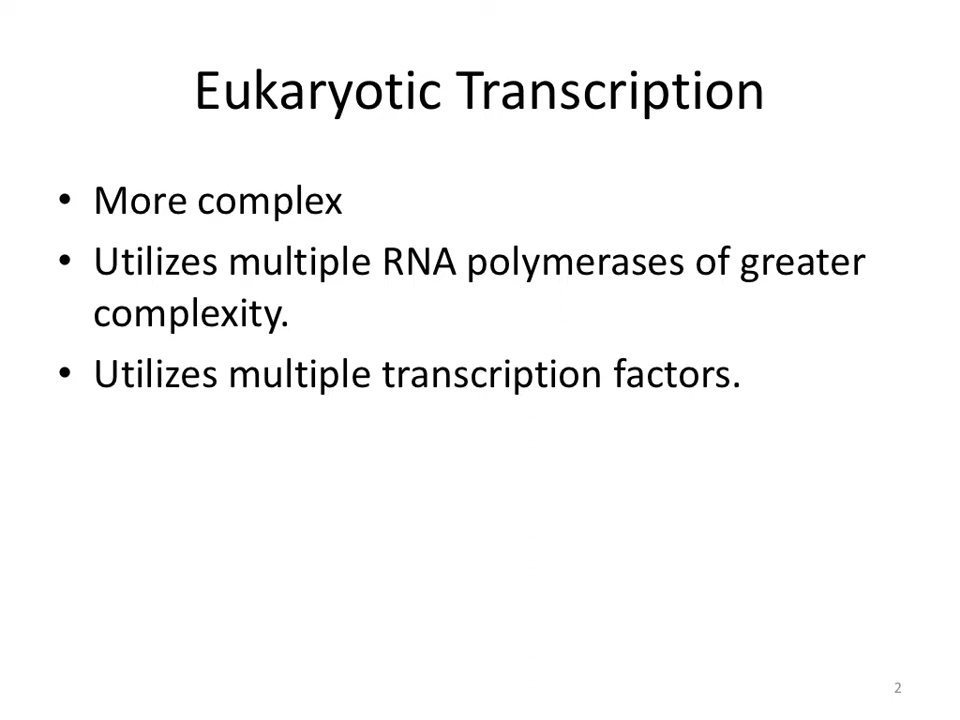 Eukaryotic Transcription
• More complex
• Utilizes multiple RNA polymerases of greater
complexity.
• Utilizes multiple transcription factors.
2